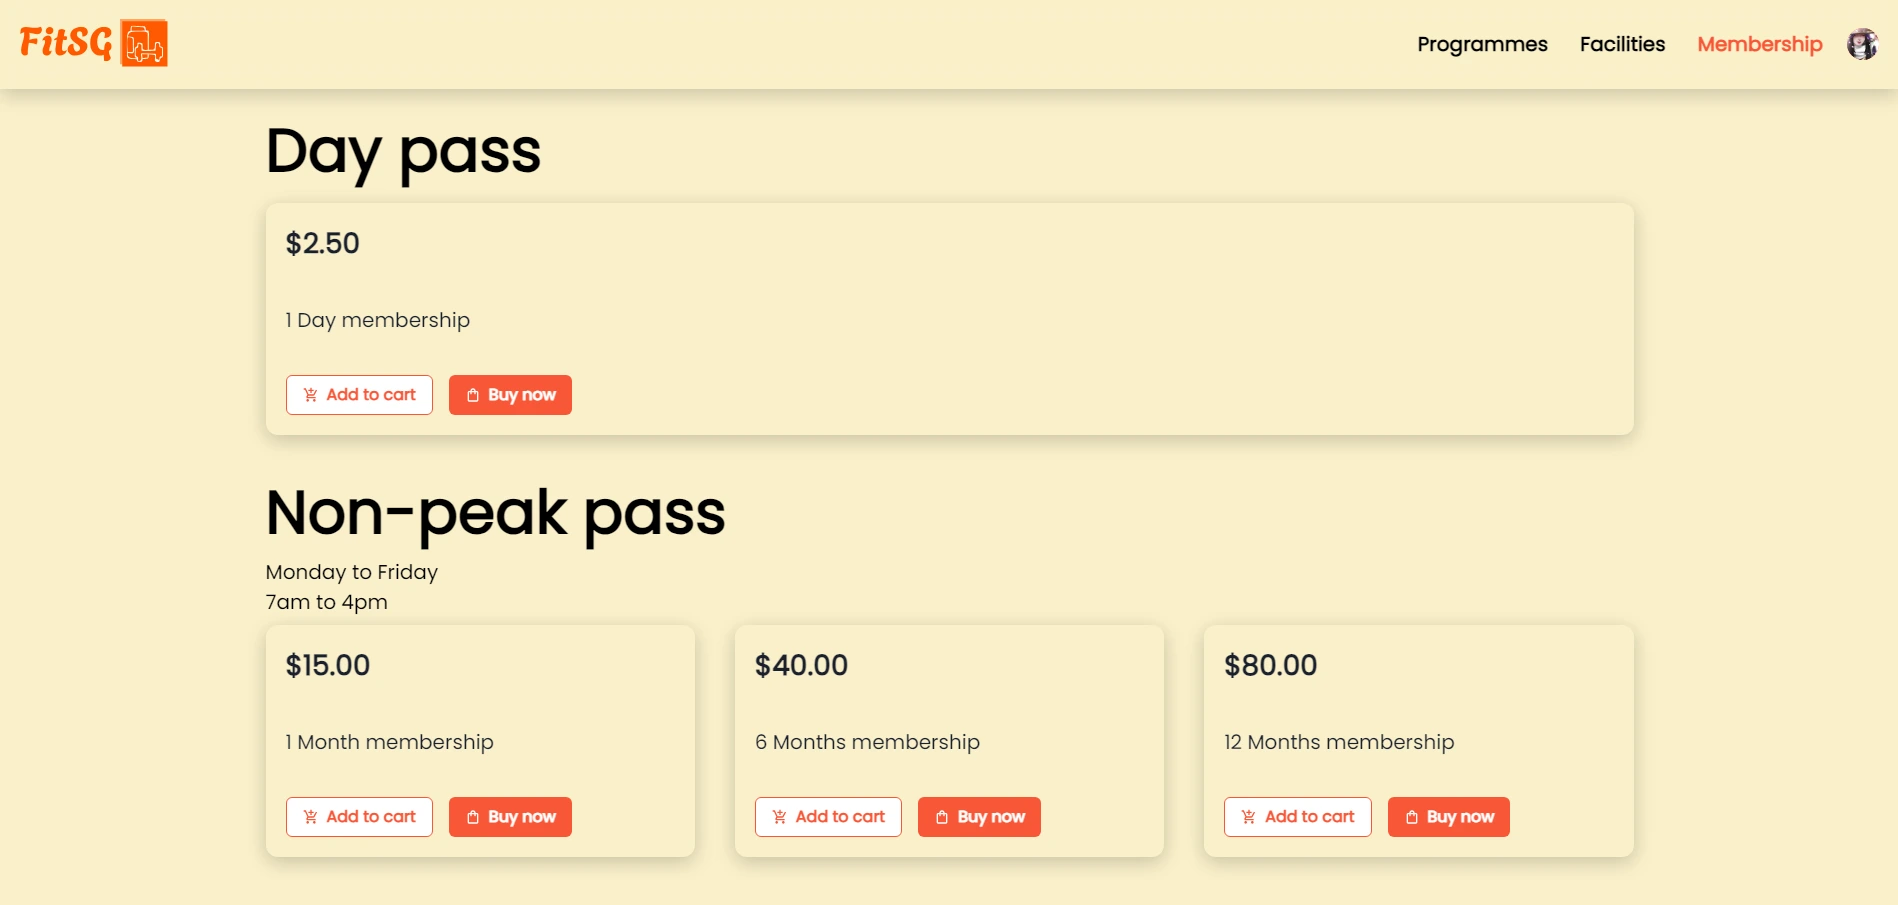 FitSG
Programmes Facilities Membership
Day pass
$2.50
1 Day membership
Add to cart Buy now
Non-peak pass
Monday to Friday
7am to 4pm
$15.00
1 Month membership
Add to cart Buy now
$40.00
6 Months membership
Add to cart Buy now
$80.00
12 Months membership
Add to cart Buy now